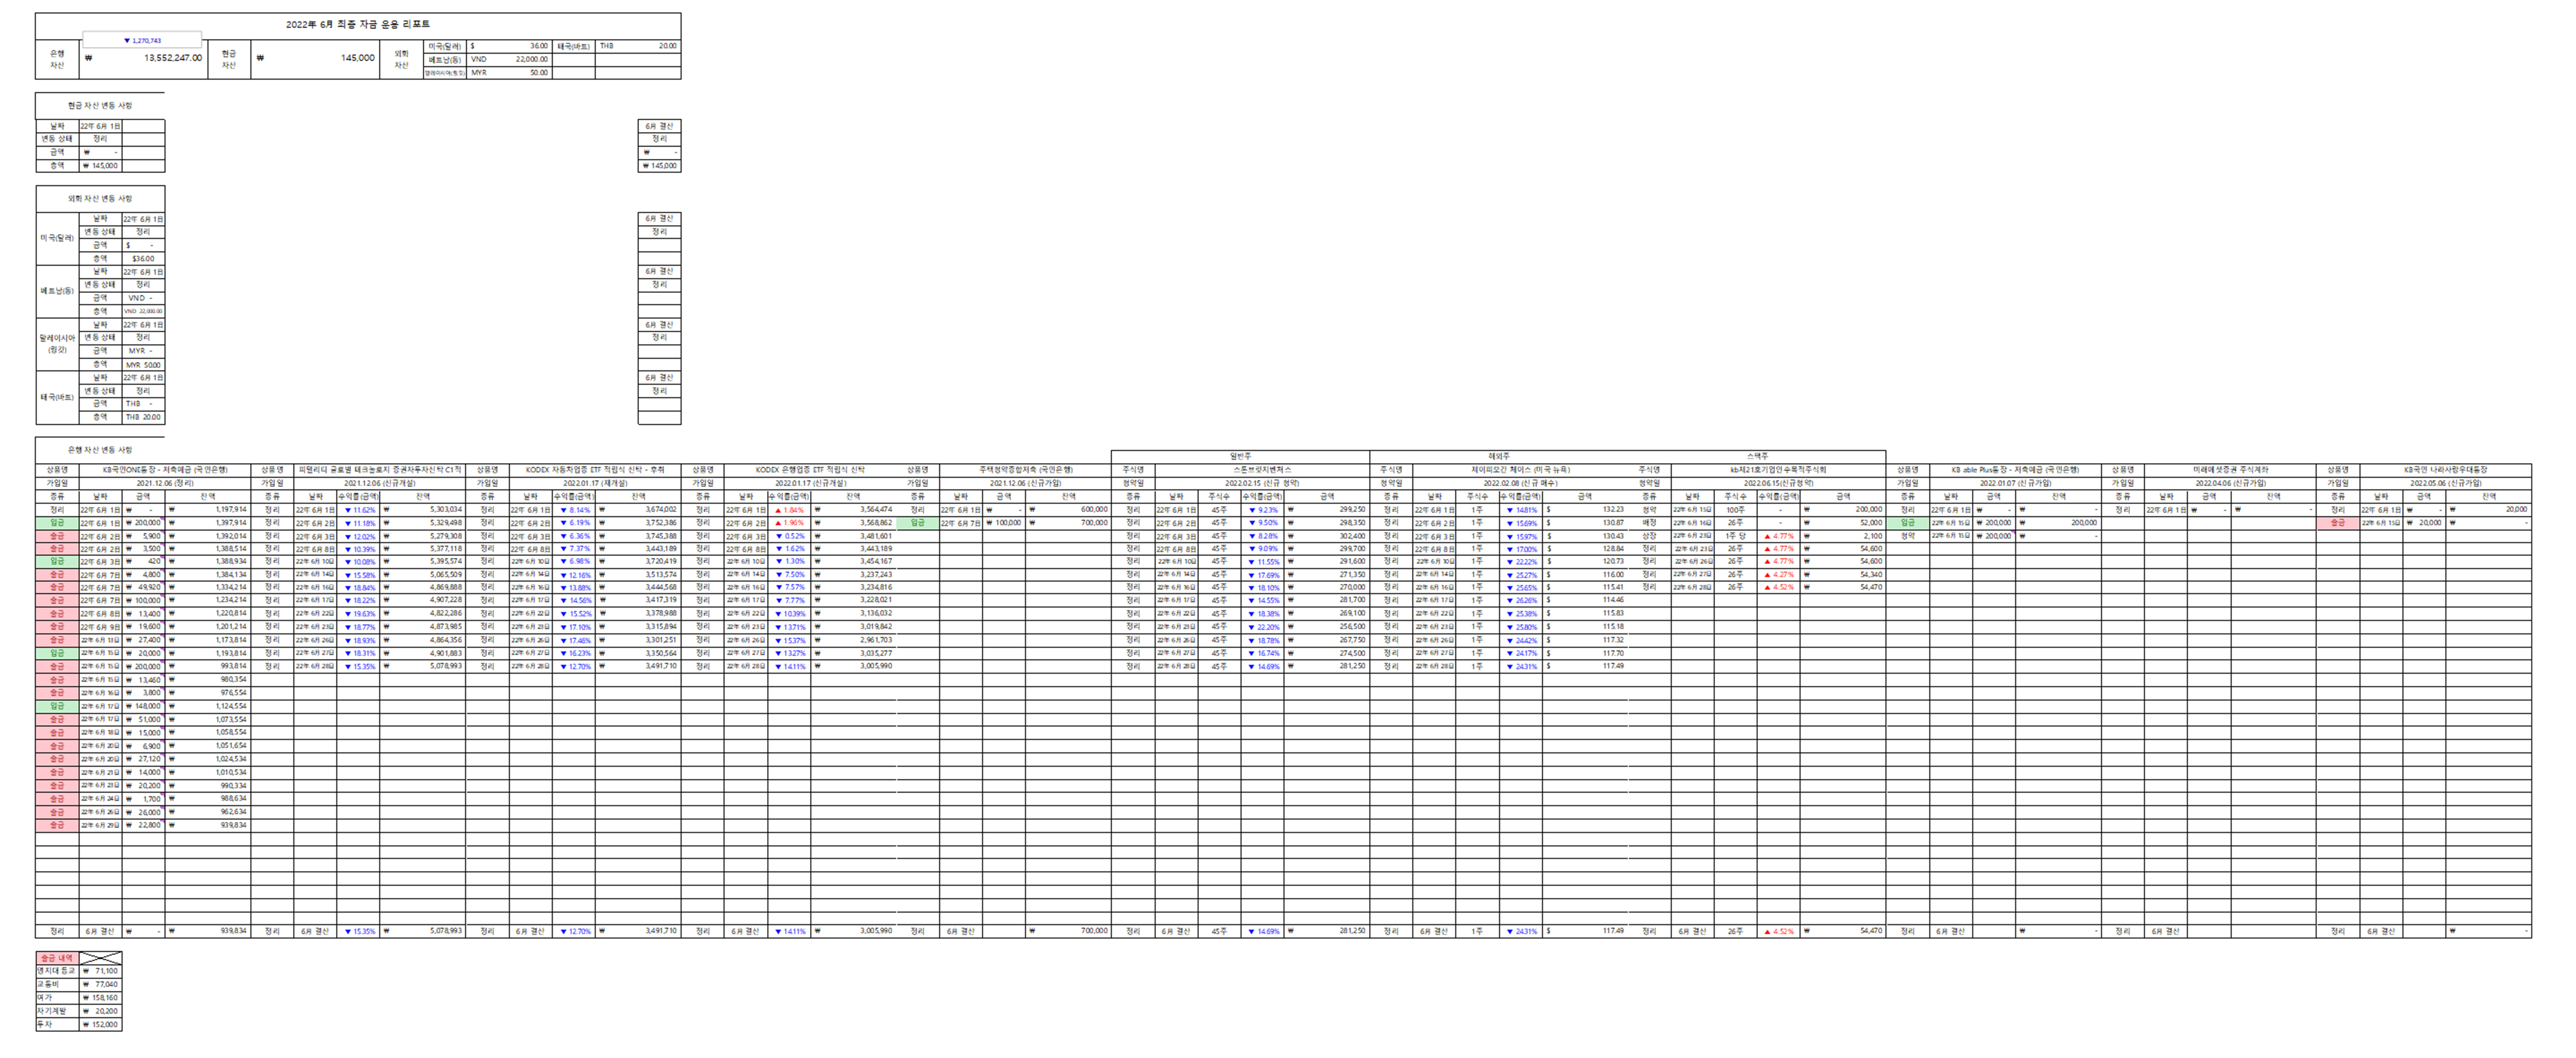 2022年 6月 최종 자금 운용 리포트
▼ 1,270,743
은행 자산 ₩ 13,552,247.00 현금 자산 ₩ 145,000 외화 자산
미국(달러) $ 36.00 태국(바트) THB 20.00
베트남(동) VND 22,000.00
말레이시아(링깃) MYR 50.00
현금 자산 변동 사항
날짜 22年 6月 1日 6月 결산
변동 상태 정리 정리
금액 ₩ - ₩ -
총액 ₩ 145,000 ₩ 145,000
외화 자산 변동 사항
미국(달러)
날짜 22年 6月 1日 6月 결산
변동 상태 정리 정리
금액 $ -
총액 $36.00
베트남(동)
날짜 22年 6月 1日 6月 결산
변동 상태 정리 정리
금액 VND -
총액 VND 22,000.00
말레이시아 (링깃)
날짜 22年 6月 1日 6月 결산
변동 상태 정리 정리
금액 MYR -
총액 MYR 50.00
태국(바트)
날짜 22年 6月 1日 6月 결산
변동 상태 정리 정리
금액 THB -
총액 THB 20.00
은행 자산 변동 사항
일반주 해외주 스팩주
상품명 KB국민ONE통장 - 저축예금 (국민은행)
가입일 2021.12.06 (정리)
종류 날짜 금액 잔액
정리 22年 6月 1日 ₩ - ₩ 1,197,914
입금 22年 6月 2日 ₩ 200,000 ₩ 1,397,914
출금 22年 6月 2日 ₩ 5,900 ₩ 1,392,014
출금 22年 6月 2日 ₩ 3,500 ₩ 1,388,514
입금 22年 6月 3日 ₩ 420 ₩ 1,388,934
출금 22年 6月 7日 ₩ 4,800 ₩ 1,384,134
출금 22年 6月 7日 ₩ 49,920 ₩ 1,334,214
출금 22年 6月 7日 ₩ 100,000 ₩ 1,234,214
출금 22年 6月 8日 ₩ 13,400 ₩ 1,220,814
출금 22年 6月 9日 ₩ 19,600 ₩ 1,201,214
출금 22年 6月 11日 ₩ 27,400 ₩ 1,173,814
입금 22年 6月 15日 ₩ 20,000 ₩ 1,193,814
출금 22年 6月 15日 ₩ 200,000 ₩ 993,814
출금 22年 6月 15日 ₩ 13,460 ₩ 980,354
출금 22年 6月 16日 ₩ 3,800 ₩ 976,554
입금 22年 6月 17日 ₩ 148,000 ₩ 1,124,554
출금 22年 6月 17日 ₩ 51,000 ₩ 1,073,554
출금 22年 6月 18日 ₩ 15,000 ₩ 1,058,554
출금 22年 6月 20日 ₩ 6,900 ₩ 1,051,654
출금 22年 6月 20日 ₩ 27,120 ₩ 1,024,534
출금 22年 6月 21日 ₩ 14,000 ₩ 1,010,534
출금 22年 6月 23日 ₩ 20,200 ₩ 990,334
출금 22年 6月 24日 ₩ 1,700 ₩ 988,634
출금 22年 6月 26日 ₩ 26,000 ₩ 962,634
출금 22年 6月 29日 ₩ 22,800 ₩ 939,834
정리 6月 결산 ₩ - ₩ 939,834
상품명 피델리티 글로벌 테크놀로지 증권자투자신탁 C1적
가입일 2021.12.06 (신규개설)
종류 날짜 수익률(금액) 잔액
정리 22年 6月 1日 ▼ 11.62% ₩ 5,303,034
정리 22年 6月 2日 ▼ 11.18% ₩ 5,329,498
정리 22年 6月 3日 ▼ 12.02% ₩ 5,279,308
정리 22年 6月 8日 ▼ 10.39% ₩ 5,377,118
정리 22年 6月 10日 ▼ 10.08% ₩ 5,395,574
정리 22年 6月 14日 ▼ 15.58% ₩ 5,065,509
정리 22年 6月 16日 ▼ 18.84% ₩ 4,869,888
정리 22年 6月 17日 ▼ 18.22% ₩ 4,907,228
정리 22年 6月 22日 ▼ 19.63% ₩ 4,822,286
정리 22年 6月 23日 ▼ 18.77% ₩ 4,873,985
정리 22年 6月 26日 ▼ 18.93% ₩ 4,864,356
정리 22年 6月 27日 ▼ 18.31% ₩ 4,901,883
정리 22年 6月 28日 ▼ 15.35% ₩ 5,078,993
정리 6月 결산 ▼ 15.35% ₩ 5,078,993
상품명 KODEX 자동차업종 ETF 적립식 신탁 - 후취
가입일 2022.01.17 (재개설)
종류 날짜 수익률(금액) 잔액
정리 22年 6月 1日 ▼ 8.14% ₩ 3,674,002
정리 22年 6月 2日 ▼ 6.19% ₩ 3,752,386
정리 22年 6月 3日 ▼ 6.36% ₩ 3,745,388
정리 22年 6月 8日 ▼ 7.37% ₩ 3,443,189
정리 22年 6月 10日 ▼ 6.98% ₩ 3,720,419
정리 22年 6月 14日 ▼ 12.16% ₩ 3,513,574
정리 22年 6月 16日 ▼ 13.88% ₩ 3,444,568
정리 22年 6月 17日 ▼ 14.56% ₩ 3,417,319
정리 22年 6月 22日 ▼ 15.52% ₩ 3,378,988
정리 22年 6月 23日 ▼ 17.10% ₩ 3,315,894
정리 22年 6月 26日 ▼ 17.46% ₩ 3,301,251
정리 22年 6月 27日 ▼ 16.23% ₩ 3,350,564
정리 22年 6月 28日 ▼ 12.70% ₩ 3,491,710
정리 6月 결산 ▼ 12.70% ₩ 3,491,710
상품명 KODEX 은행업종 ETF 적립식 신탁
가입일 2022.01.17 (신규개설)
종류 날짜 수익률(금액) 잔액
정리 22年 6月 1日 ▲ 1.84% ₩ 3,564,474
정리 22年 6月 2日 ▲ 1.96% ₩ 3,568,862
정리 22年 6月 3日 ▼ 0.52% ₩ 3,481,601
정리 22年 6月 8日 ▼ 1.62% ₩ 3,443,189
정리 22年 6月 10日 ▼ 1.30% ₩ 3,454,167
정리 22年 6月 14日 ▼ 7.50% ₩ 3,237,243
정리 22年 6月 16日 ▼ 7.57% ₩ 3,234,816
정리 22年 6月 17日 ▼ 7.77% ₩ 3,228,021
정리 22年 6月 22日 ▼ 10.39% ₩ 3,136,032
정리 22年 6月 23日 ▼ 13.71% ₩ 3,019,842
정리 22年 6月 26日 ▼ 15.37% ₩ 2,961,703
정리 22年 6月 27日 ▼ 13.27% ₩ 3,035,277
정리 22年 6月 28日 ▼ 14.11% ₩ 3,005,990
정리 6月 결산 ▼ 14.11% ₩ 3,005,990
상품명 주택청약종합저축 (국민은행)
가입일 2021.12.06 (신규가입)
종류 날짜 금액 잔액
정리 22年 6月 1日 ₩ - ₩ 600,000
입금 22年 6月 7日 ₩ 100,000 ₩ 700,000
정리 6月 결산 ₩ 700,000
주식명 스톤브릿지벤처스
청약일 2022.02.15 (신규 청약)
종류 날짜 주식수 수익률(금액) 금액
정리 22年 6月 1日 45주 ▼ 9.23% ₩ 299,250
정리 22年 6月 2日 45주 ▼ 9.50% ₩ 298,350
정리 22年 6月 3日 45주 ▼ 8.28% ₩ 302,400
정리 22年 6月 8日 45주 ▼ 9.09% ₩ 299,700
정리 22年 6月 10日 45주 ▼ 11.55% ₩ 291,600
정리 22年 6月 14日 45주 ▼ 17.69% ₩ 271,350
정리 22年 6月 16日 45주 ▼ 18.10% ₩ 270,000
정리 22年 6月 17日 45주 ▼ 14.55% ₩ 281,700
정리 22年 6月 22日 45주 ▼ 18.38% ₩ 269,100
정리 22年 6月 23日 45주 ▼ 22.20% ₩ 256,500
정리 22年 6月 26日 45주 ▼ 18.78% ₩ 267,750
정리 22年 6月 27日 45주 ▼ 16.74% ₩ 274,500
정리 22年 6月 28日 45주 ▼ 14.69% ₩ 281,250
정리 6月 결산 45주 ▼ 14.69% ₩ 281,250
주식명 제이피모간 체이스 (미국 뉴욕)
청약일 2022.02.08 (신규 매수)
종류 날짜 주식수 수익률(금액) 금액
정리 22年 6月 1日 1주 ▼ 14.81% $ 132.23
정리 22年 6月 2日 1주 ▼ 15.69% $ 130.87
정리 22年 6月 3日 1주 ▼ 15.97% $ 130.43
정리 22年 6月 8日 1주 ▼ 17.00% $ 128.84
정리 22年 6月 10日 1주 ▼ 22.22% $ 120.73
정리 22年 6月 14日 1주 ▼ 25.27% $ 116.00
정리 22年 6月 16日 1주 ▼ 25.65% $ 115.41
정리 22年 6月 17日 1주 ▼ 26.26% $ 114.46
정리 22年 6月 22日 1주 ▼ 25.38% $ 115.83
정리 22年 6月 23日 1주 ▼ 25.80% $ 115.18
정리 22年 6月 26日 1주 ▼ 24.42% $ 117.32
정리 22年 6月 27日 1주 ▼ 24.17% $ 117.70
정리 22年 6月 28日 1주 ▼ 24.31% $ 117.49
정리 6月 결산 1주 ▼ 24.31% $ 117.49
주식명 kb제21호기업인수목적주식회
청약일 2022.06.15(신규청약)
종류 날짜 주식수 수익률(금액) 금액
청약 22年 6月 15日 100주 - ₩ 200,000
배정 22年 6月 16日 26주 - ₩ 52,000
상장 22年 6月 23日 1주 당 ▲ 4.77% ₩ 2,100
정리 22年 6月 23日 26주 ▲ 4.77% ₩ 54,600
정리 22年 6月 26日 26주 ▲ 4.77% ₩ 54,600
정리 22年 6月 27日 26주 ▲ 4.27% ₩ 54,340
정리 22年 6月 28日 26주 ▲ 4.52% ₩ 54,470
정리 6月 결산 26주 ▲ 4.52% ₩ 54,470
상품명 KB able Plus통장 - 저축예금 (국민은행)
가입일 2022.01.07 (신규가입)
종류 날짜 금액 잔액
정리 22年 6月 1日 ₩ - ₩ -
입금 22年 6月 15日 ₩ 200,000 ₩ 200,000
청약 22年 6月 15日 ₩ 200,000 ₩ -
정리 6月 결산 ₩ -
상품명 미래에셋증권 주식계좌
가입일 2022.04.06 (신규가입)
종류 날짜 금액 잔액
정리 22年 6月 1日 ₩ - ₩ -
정리 6月 결산
상품명 KB국민 나라사랑우대통장
가입일 2022.05.06 (신규가입)
종류 날짜 금액 잔액
정리 22年 6月 1日 ₩ - ₩ 20,000
출금 22年 6月 15日 ₩ 20,000 ₩ -
정리 6月 결산 ₩ -
출금 내역
명지대 등교 ₩ 71,100
교통비 ₩ 77,040
여가 ₩ 158,160
자기계발 ₩ 20,200
투자 ₩ 152,000